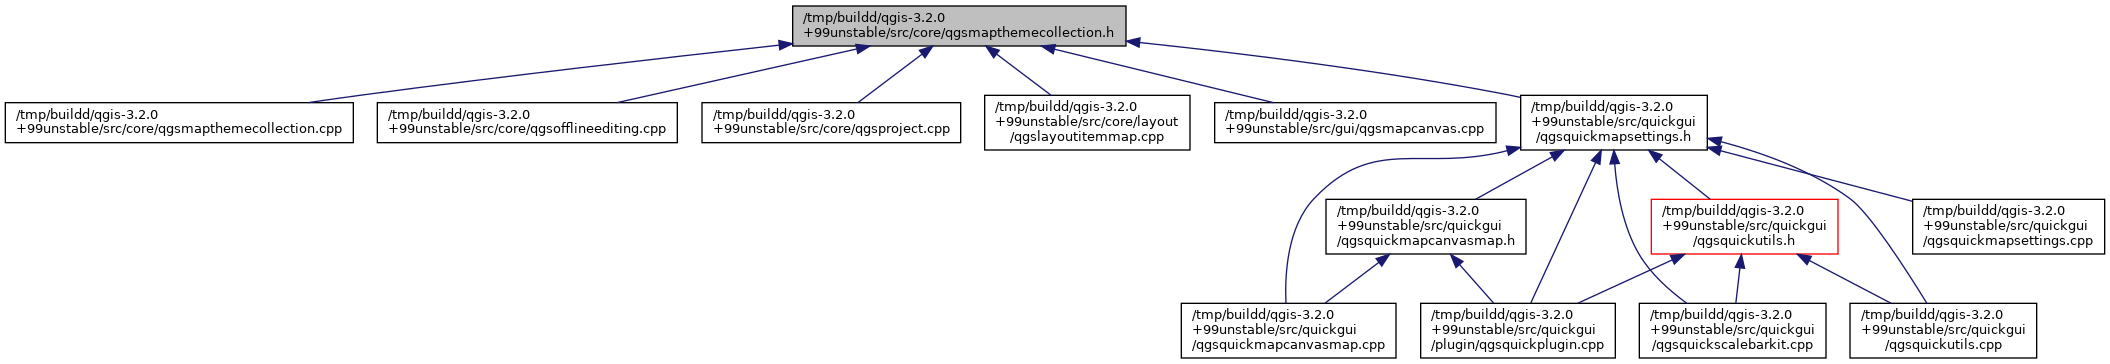 /tmp/buildd/qgis-3.2.0
+99unstable/src/core/qgsmapthemecollection.h
/tmp/buildd/qgis-3.2.0
+99unstable/src/core/qgsmapthemecollection.cpp
/tmp/buildd/qgis-3.2.0
+99unstable/src/core/qgsofflineediting.cpp
/tmp/buildd/qgis-3.2.0
+99unstable/src/core/qgsproject.cpp
/tmp/buildd/qgis-3.2.0
+99unstable/src/core/layout
/qgslayoutitemmap.cpp
/tmp/buildd/qgis-3.2.0
+99unstable/src/gui/qgsmapcanvas.cpp
/tmp/buildd/qgis-3.2.0
+99unstable/src/quickgui
/qgsquickmapsettings.h
/tmp/buildd/qgis-3.2.0
+99unstable/src/quickgui
/qgsquickmapcanvasmap.h
/tmp/buildd/qgis-3.2.0
+99unstable/src/quickgui
/qgsquickutils.h
/tmp/buildd/qgis-3.2.0
+99unstable/src/quickgui
/qgsquickmapsettings.cpp
/tmp/buildd/qgis-3.2.0
+99unstable/src/quickgui
/qgsquickmapcanvasmap.cpp
/tmp/buildd/qgis-3.2.0
+99unstable/src/quickgui
/plugin/qgsquickplugin.cpp
/tmp/buildd/qgis-3.2.0
+99unstable/src/quickgui
/qgsquickscalebarkit.cpp
/tmp/buildd/qgis-3.2.0
+99unstable/src/quickgui
/qgsquickutils.cpp